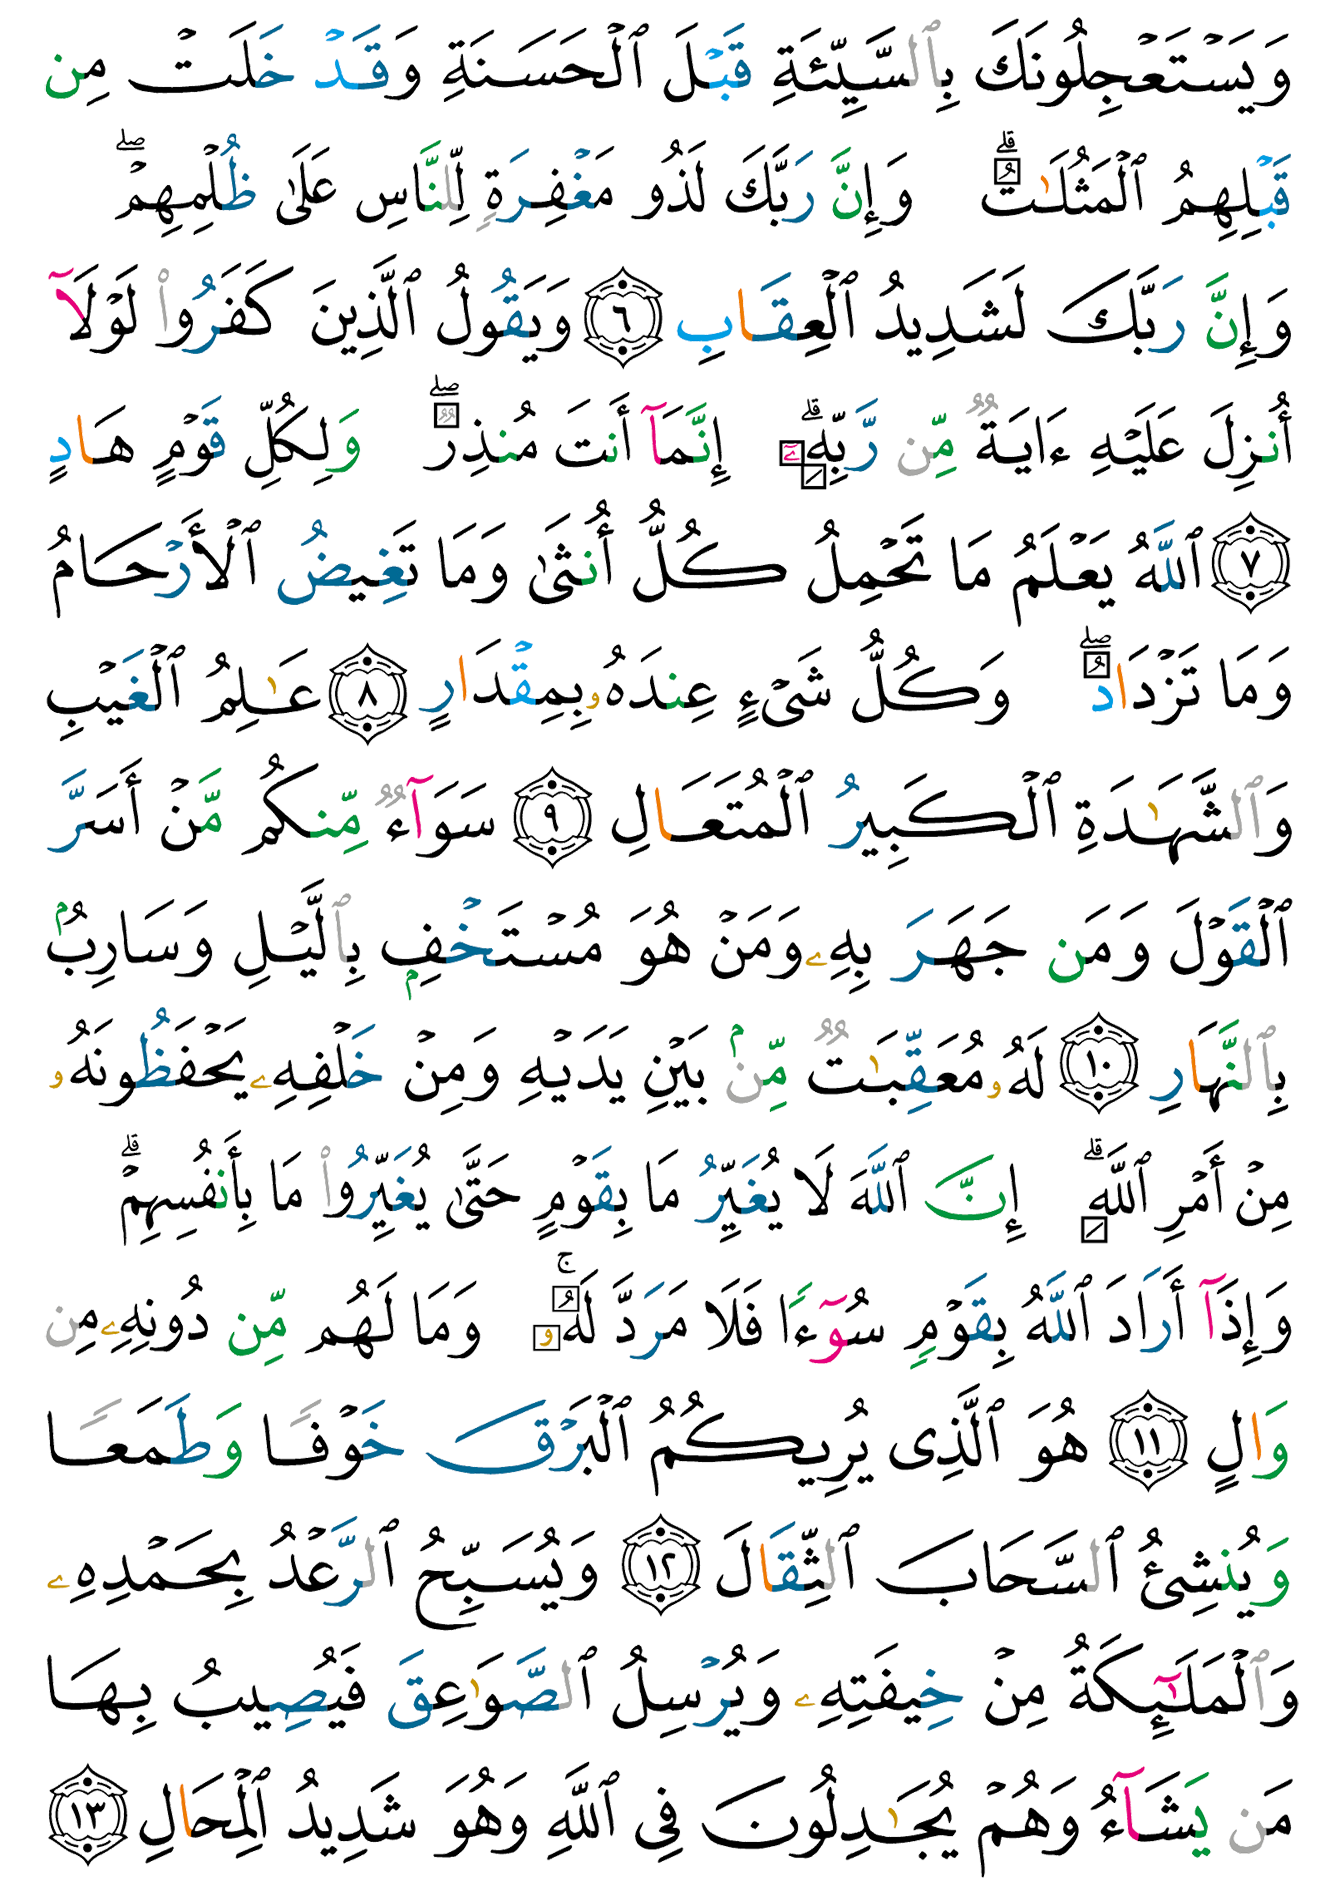 وَيَسْتَعْجِلُونَكَ بِٱلسَّيِّئَةِ قَبْلَ ٱلْحَسَنَةِ وَقَدْ خَلَتْ مِن
قَبْلِهِمُ ٱلْمَثُلَـٰتُ ۗ وَإِنَّ رَبَّكَ لَذُو مَغْفِرَةٍ لِّلنَّاسِ عَلَىٰ ظُلْمِهِمْ ۖ
وَإِنَّ رَبَّكَ لَشَدِيدُ ٱلْعِقَابِ ٦ وَيَقُولُ ٱلَّذِينَ كَفَرُوا۟ لَوْلَآ
أُنزِلَ عَلَيْهِ ءَايَةٌ مِّن رَّبِّهِۦٓ ۗ إِنَّمَآ أَنتَ مُنذِرٌ ۖ وَلِكُلِّ قَوْمٍ هَادٍ
٧ ٱللَّهُ يَعْلَمُ مَا تَحْمِلُ كُلُّ أُنثَىٰ وَمَا تَغِيضُ ٱلْأَرْحَامُ
وَمَا تَزْدَادُ ۖ وَكُلُّ شَىْءٍ عِندَهُۥ بِمِقْدَارٍ ٨ عَـٰلِمُ ٱلْغَيْبِ
وَٱلشَّهَـٰدَةِ ٱلْكَبِيرُ ٱلْمُتَعَالِ ٩ سَوَآءٌ مِّنكُم مَّنْ أَسَرَّ
ٱلْقَوْلَ وَمَن جَهَرَ بِهِۦ وَمَنْ هُوَ مُسْتَخْفٍۭ بِٱلَّيْلِ وَسَارِبٌۢ
بِٱلنَّهَارِ ١٠ لَهُۥ مُعَقِّبَـٰتٌ مِّنۢ بَيْنِ يَدَيْهِ وَمِنْ خَلْفِهِۦ يَحْفَظُونَهُۥ
مِنْ أَمْرِ ٱللَّهِ ۗ إِنَّ ٱللَّهَ لَا يُغَيِّرُ مَا بِقَوْمٍ حَتَّىٰ يُغَيِّرُوا۟ مَا بِأَنفُسِهِمْ ۗ
وَإِذَآ أَرَادَ ٱللَّهُ بِقَوْمٍ سُوٓءًا فَلَا مَرَدَّ لَهُۥ ۚ وَمَا لَهُم مِّن دُونِهِۦ مِن
وَالٍ ١١ هُوَ ٱلَّذِى يُرِيكُمُ ٱلْبَرْقَ خَوْفًا وَطَمَعًا
وَيُنشِئُ ٱلسَّحَابَ ٱلثِّقَالَ ١٢ وَيُسَبِّحُ ٱلرَّعْدُ بِحَمْدِهِۦ
وَٱلْمَلَـٰٓئِكَةُ مِنْ خِيفَتِهِۦ وَيُرْسِلُ ٱلصَّوَٰعِقَ فَيُصِيبُ بِهَا
مَن يَشَآءُ وَهُمْ يُجَـٰدِلُونَ فِى ٱللَّهِ وَهُوَ شَدِيدُ ٱلْمِحَالِ ١٣